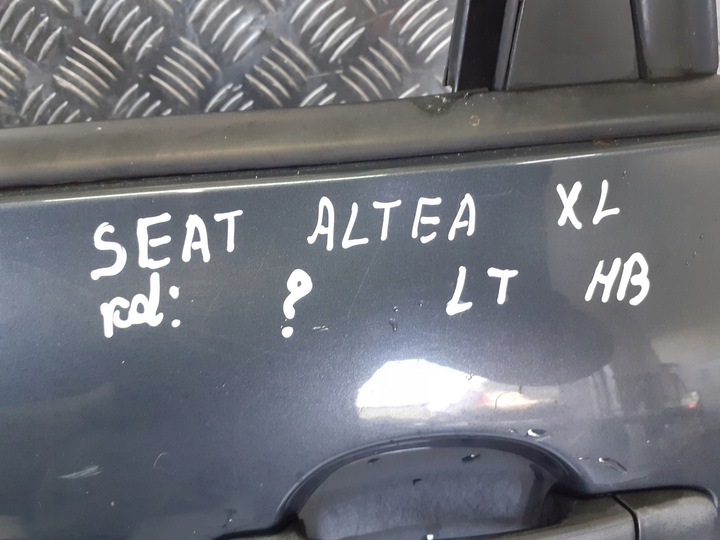 SEAT ALTEA XL
kol: ? LT HB